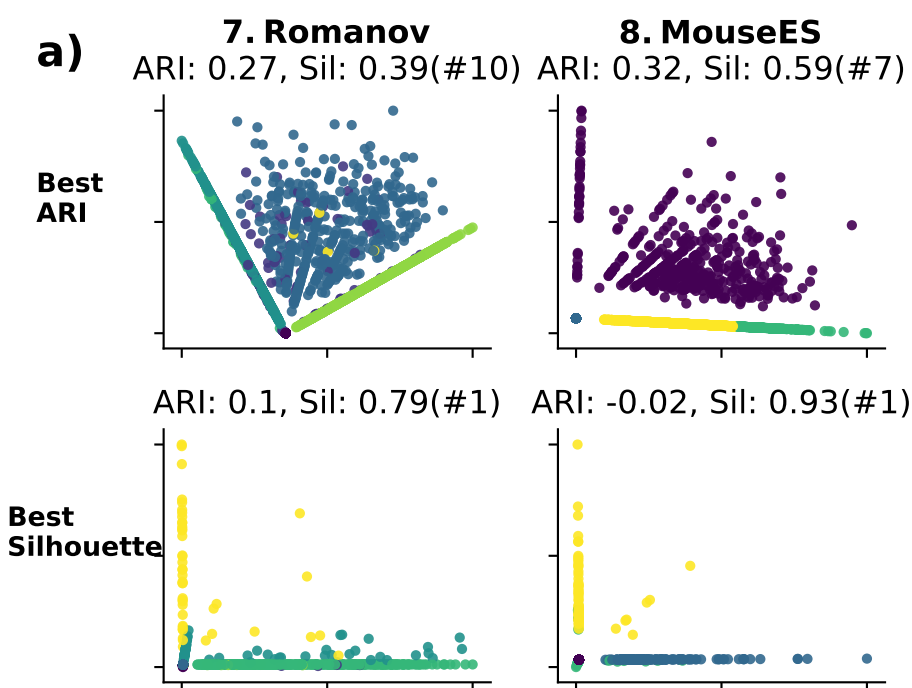 a)
7. Romanov
ARI: 0.27, Sil: 0.39(#10)
8. MouseES
ARI: 0.32, Sil: 0.59(#7)
Best
ARI
ARI: 0.1, Sil: 0.79(#1)
ARI: -0.02, Sil: 0.93(#1)
Best
Silhouette